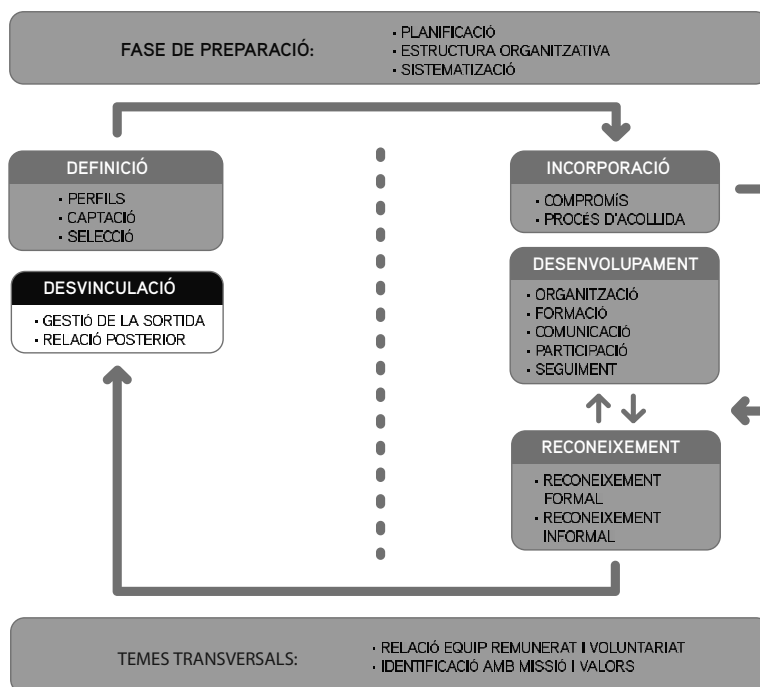 FASE DE PREPARACIÓ:
· PLANIFICACIÓ
· ESTRUCTURA ORGANITZATIVA
· SISTEMATIZACIÓ
DEFINICIÓ
· PERFILS
· CAPTACIÓ
· SELECCIÓ
DESVINCULACIÓ
· GESTIÓ DE LA SORTIDA
· RELACIÓ POSTERIOR
INCORPORACIÓ
· COMPROMÍS
· PROCÉS D'ACOLLIDA
DESENVOLUPAMENT
· ORGANITZACIÓ
· FORMACIÓ
· COMUNICACIÓ
· PARTICIPACIÓ
· SEGUIMENT
RECONEIXEMENT
· RECONEIXEMENT
FORMAL
· RECONEIXEMENT
INFORMAL
TEMES TRANSVERSALS:
· RELACIÓ EQUIP REMUNERAT I VOLUNTARIAT
· IDENTIFICACIÓ AMB MISSIÓ I VALORS